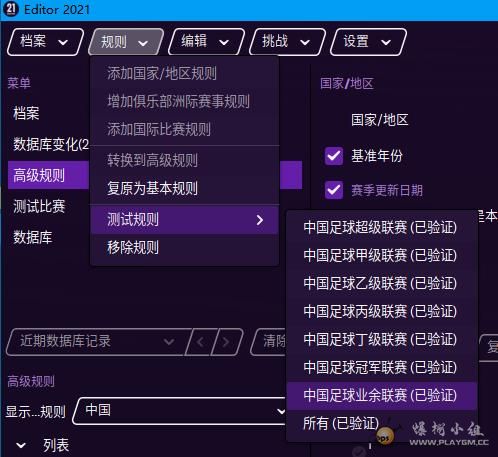 21 Editor 2021
档案
规则
编辑
挑战
设置
菜单
档案
数据库变化(2
高级规则
测试比赛
数据库
添加国家/地区规则
增加俱乐部洲际赛事规则
添加国际比赛规则
转换到高级规则
复原为基本规则
测试规则
移除规则
国家/地区
国家/地区
基准年份
赛季更新日期
是本
中国足球超级联赛 (已验证)
中国足球甲级联赛 (已验证)
中国足球乙级联赛 (已验证)
中国足球丙级联赛 (已验证)
中国足球丁级联赛 (已验证)
中国足球冠军联赛 (已验证)
中国足球业余联赛 (已验证)
所有 (已验证)
近期数据库记录
清除
复
高级规则
显示...规则
中国
列表
爆柯小组
WWW.PLAYGM.CC